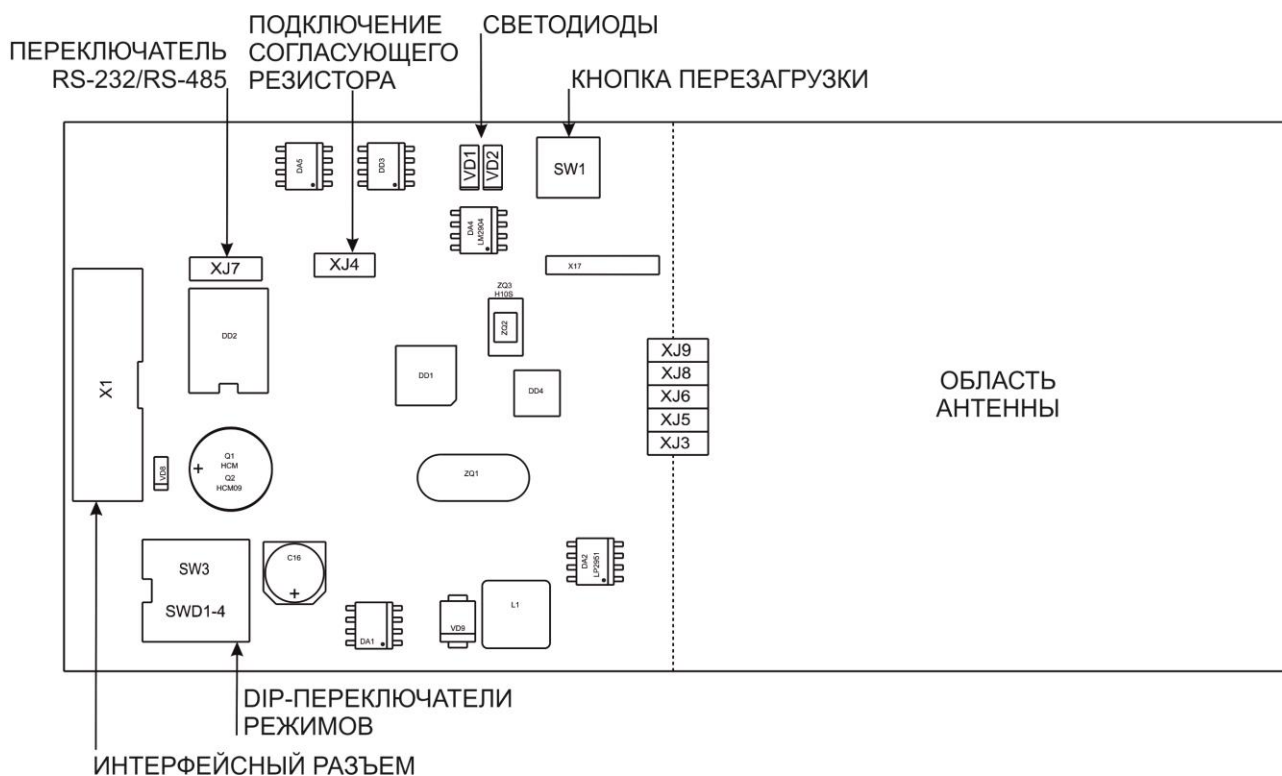 ПЕРЕКЛЮЧАТЕЛЬ
RS-232/RS-485
ПОДКЛЮЧЕНИЕ
СОГЛАСУЮЩЕГО
РЕЗИСТОРА
СВЕТОДИОДЫ
КНОПКА ПЕРЕЗАГРУЗКИ
DA5
DD3
VD1
VD2
SW1
DA4
LM2904
XJ7
XJ4
X17
ZQ3
H10S
ZQ2
X1
DD2
DD1
DD4
XJ9
XJ8
XJ6
XJ5
XJ3
ОБЛАСТЬ
АНТЕННЫ
VD8
Q1
HCM
Q2
HCM09
+
ZQ1
SW3
SWD1-4
C16
+
DA1
VD9
L1
DA2
LP2951
DIP-ПЕРЕКЛЮЧАТЕЛИ
РЕЖИМОВ
ИНТЕРФЕЙСНЫЙ РАЗЪЕМ